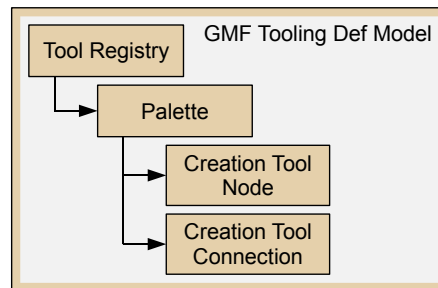 GMF Tooling Def Model
Tool Registry
Palette
Creation Tool
Node
Creation Tool
Connection